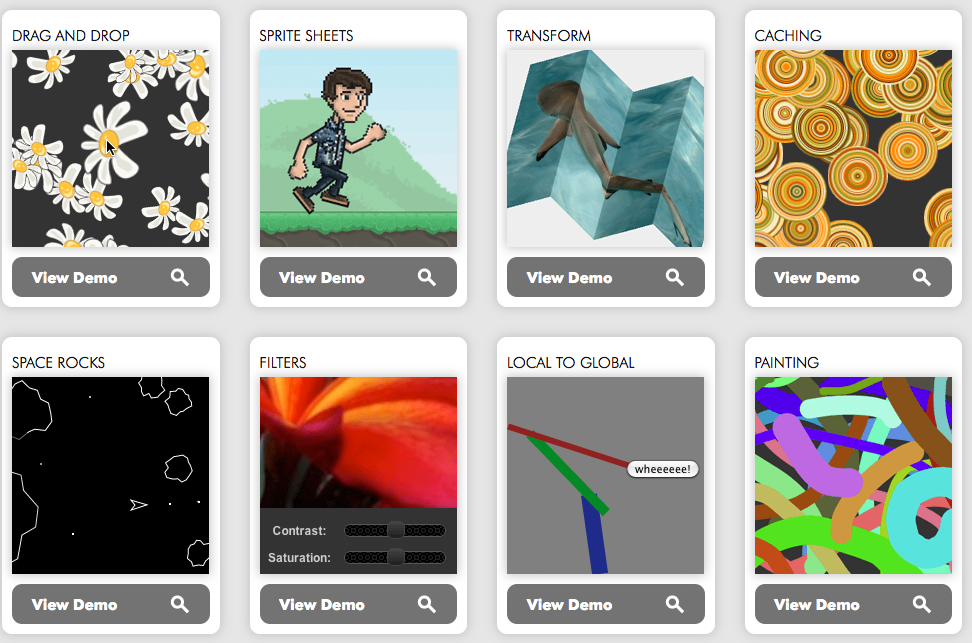 DRAG AND DROP
SPRITE SHEETS
TRANSFORM
CACHING
View Demo
View Demo
View Demo
View Demo
SPACE ROCKS
FILTERS
LOCAL TO GLOBAL
PAINTING
wheeeeeee!
Contrast:
Saturation:
View Demo
View Demo
View Demo
View Demo